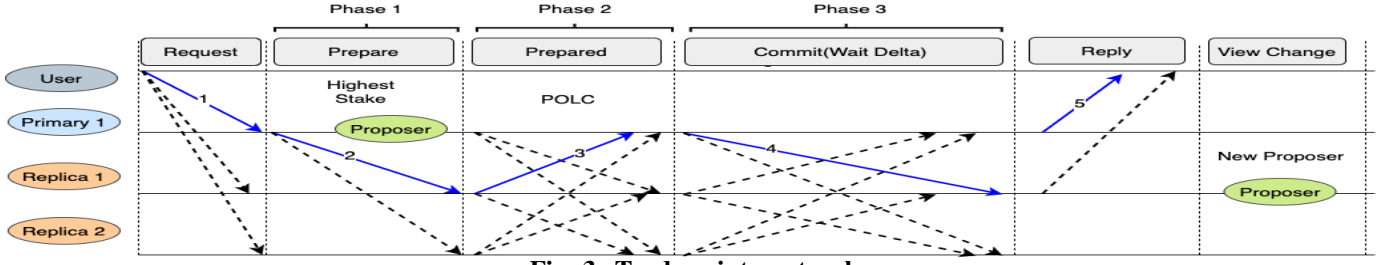 Phase 1
Phase 2
Phase 3
Request
Prepare
Prepared
Commit(Wait Delta)
Reply
View Change
User
Highest
Stake
POLC
1
5
Primary 1
Proposer
2
3
4
New Proposer
Replica 1
Proposer
Replica 2